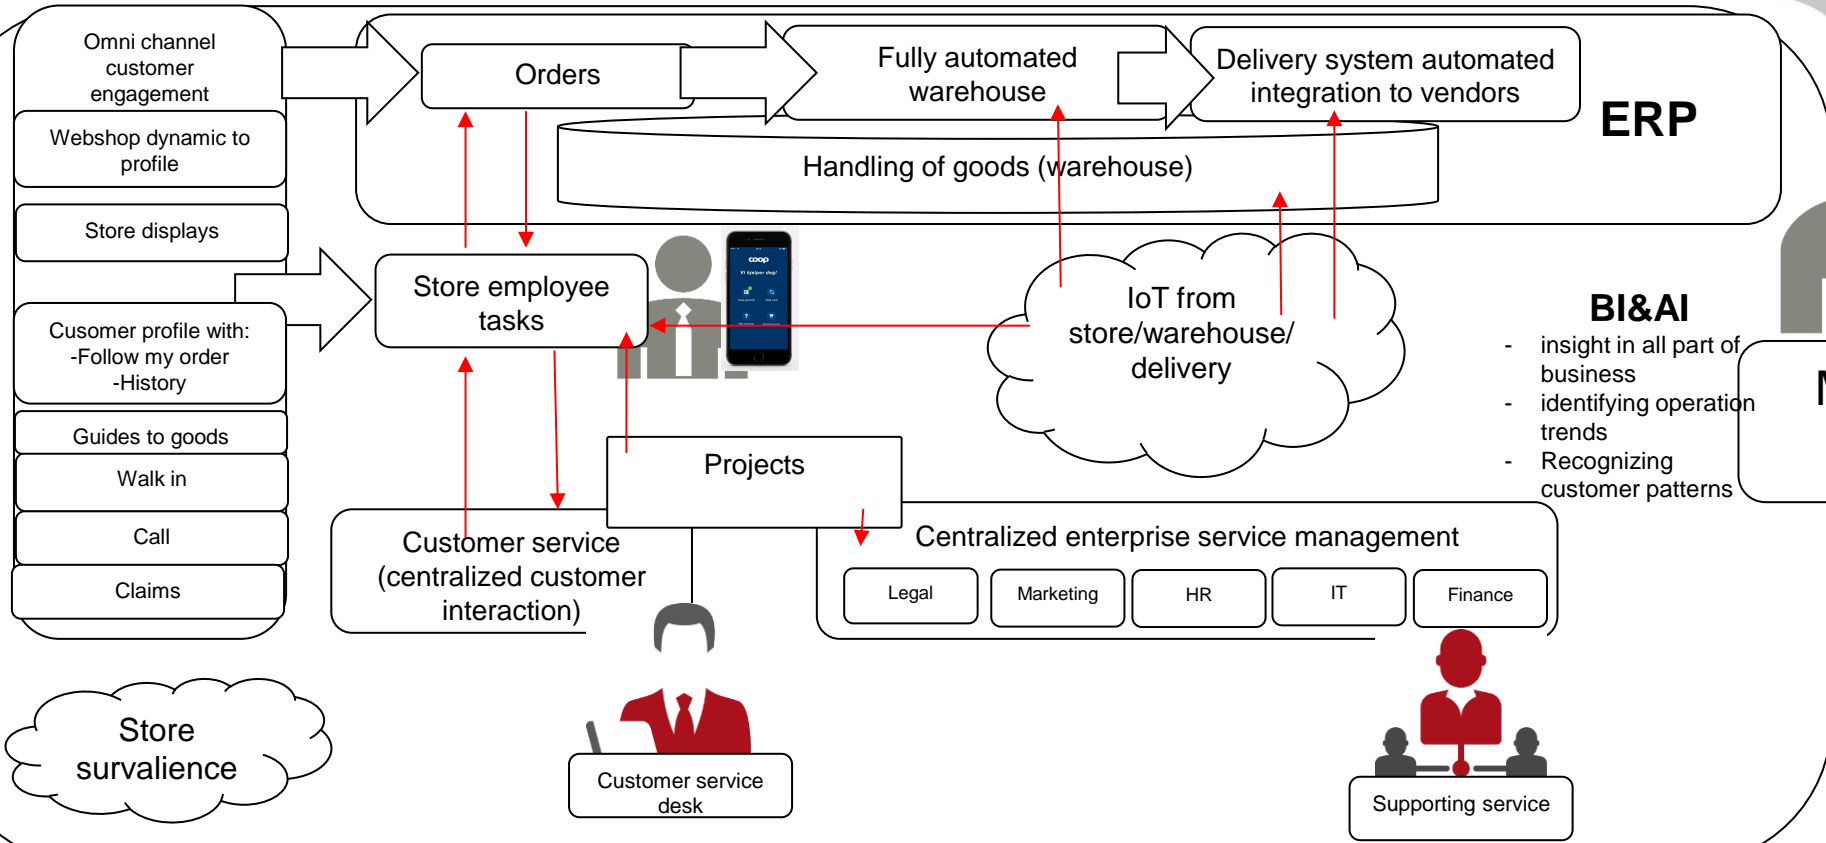 Omni channel
customer
engagement
Webshop dynamic to
profile
Store displays
Cusomer profile with:
-Follow my order
-History
Guides to goods
Walk in
Call
Claims
Store
survalience
Orders
Fully automated
warehouse
Delivery system automated
integration to vendors
ERP
Handling of goods (warehouse)
Store employee
tasks
coop
Vi hjelper deg!
IoT from
store/warehouse/
delivery
BI&AI
- insight in all part of
business
- identifying operation
trends
- Recognizing
customer patterns
Projects
Customer service
(centralized customer
interaction)
Centralized enterprise service management
Legal
Marketing
HR
IT
Finance
Customer service
desk
Supporting service